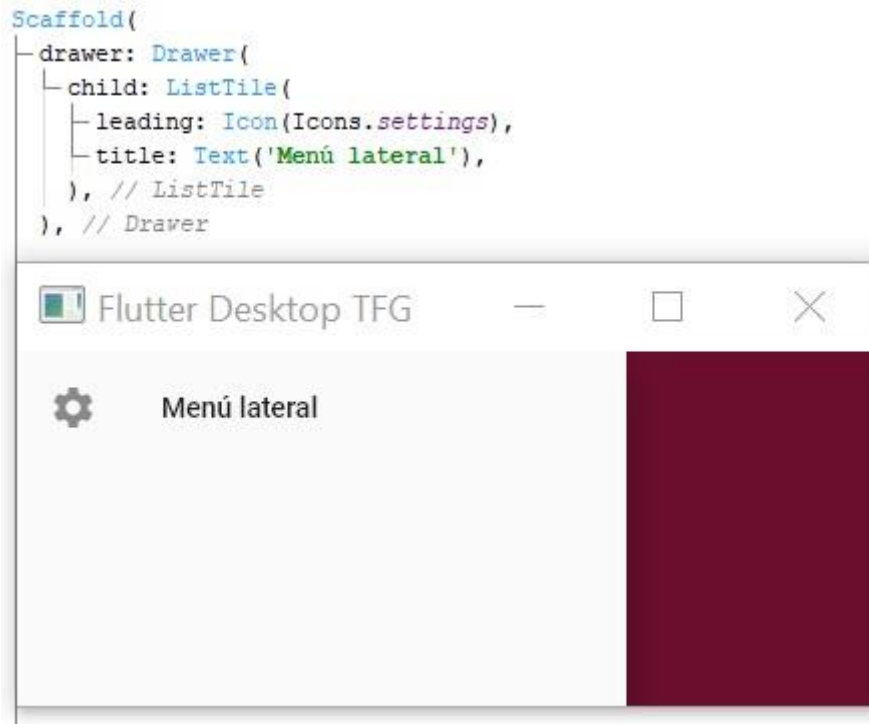 Scaffold(
drawer: Drawer(
child: ListTile(
leading: Icon(Icons.settings),
title: Text('Menú lateral'),
), // ListTile
), // Drawer
Flutter Desktop TFG
Menú lateral